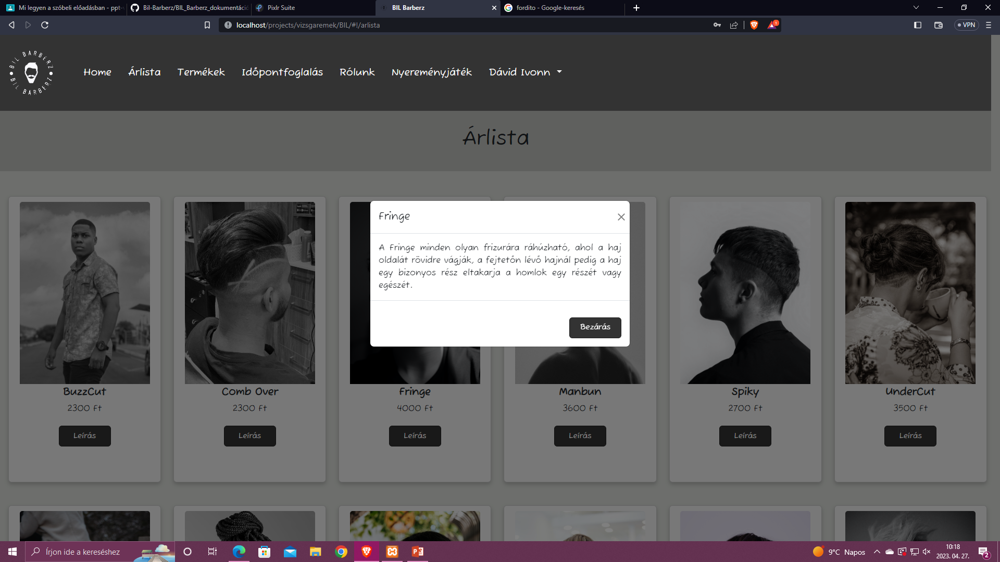 Mi legyen a szóbeli előadásban - ppt-
Bil-Barberz/BIL_Barberz_dokumentáció
Pixlr Suite
BIL Barberz
fordito - Google-keresés
localhost/projects/vizsgaremek/BIL/#!/arlista
1
VPN
BIL BARBERZ
BIL BARBERZ
Home
Árlista
Termékek
Időpontfoglalás
Rólunk
Nyereményjáték
Dávid Ivonn
Árlista
Fringe
A Fringe minden olyan frizurára ráhúzható, ahol a haj
oldalát rövidre vágják, a fejtetőn lévő hajnál pedig a haj
egy bizonyos rész eltakarja a homlok egy részét vagy
egészét.
Bezárás
BuzzCut
2300 Ft
Leírás
Comb Over
2300 Ft
Leírás
Fringe
4000 Ft
Leírás
Manbun
3600 Ft
Leírás
Spiky
2700 Ft
Leírás
UnderCut
3500 Ft
Leírás
Írjon ide a kereséshez
9°C Napos
10:18
2023. 04. 27.
2